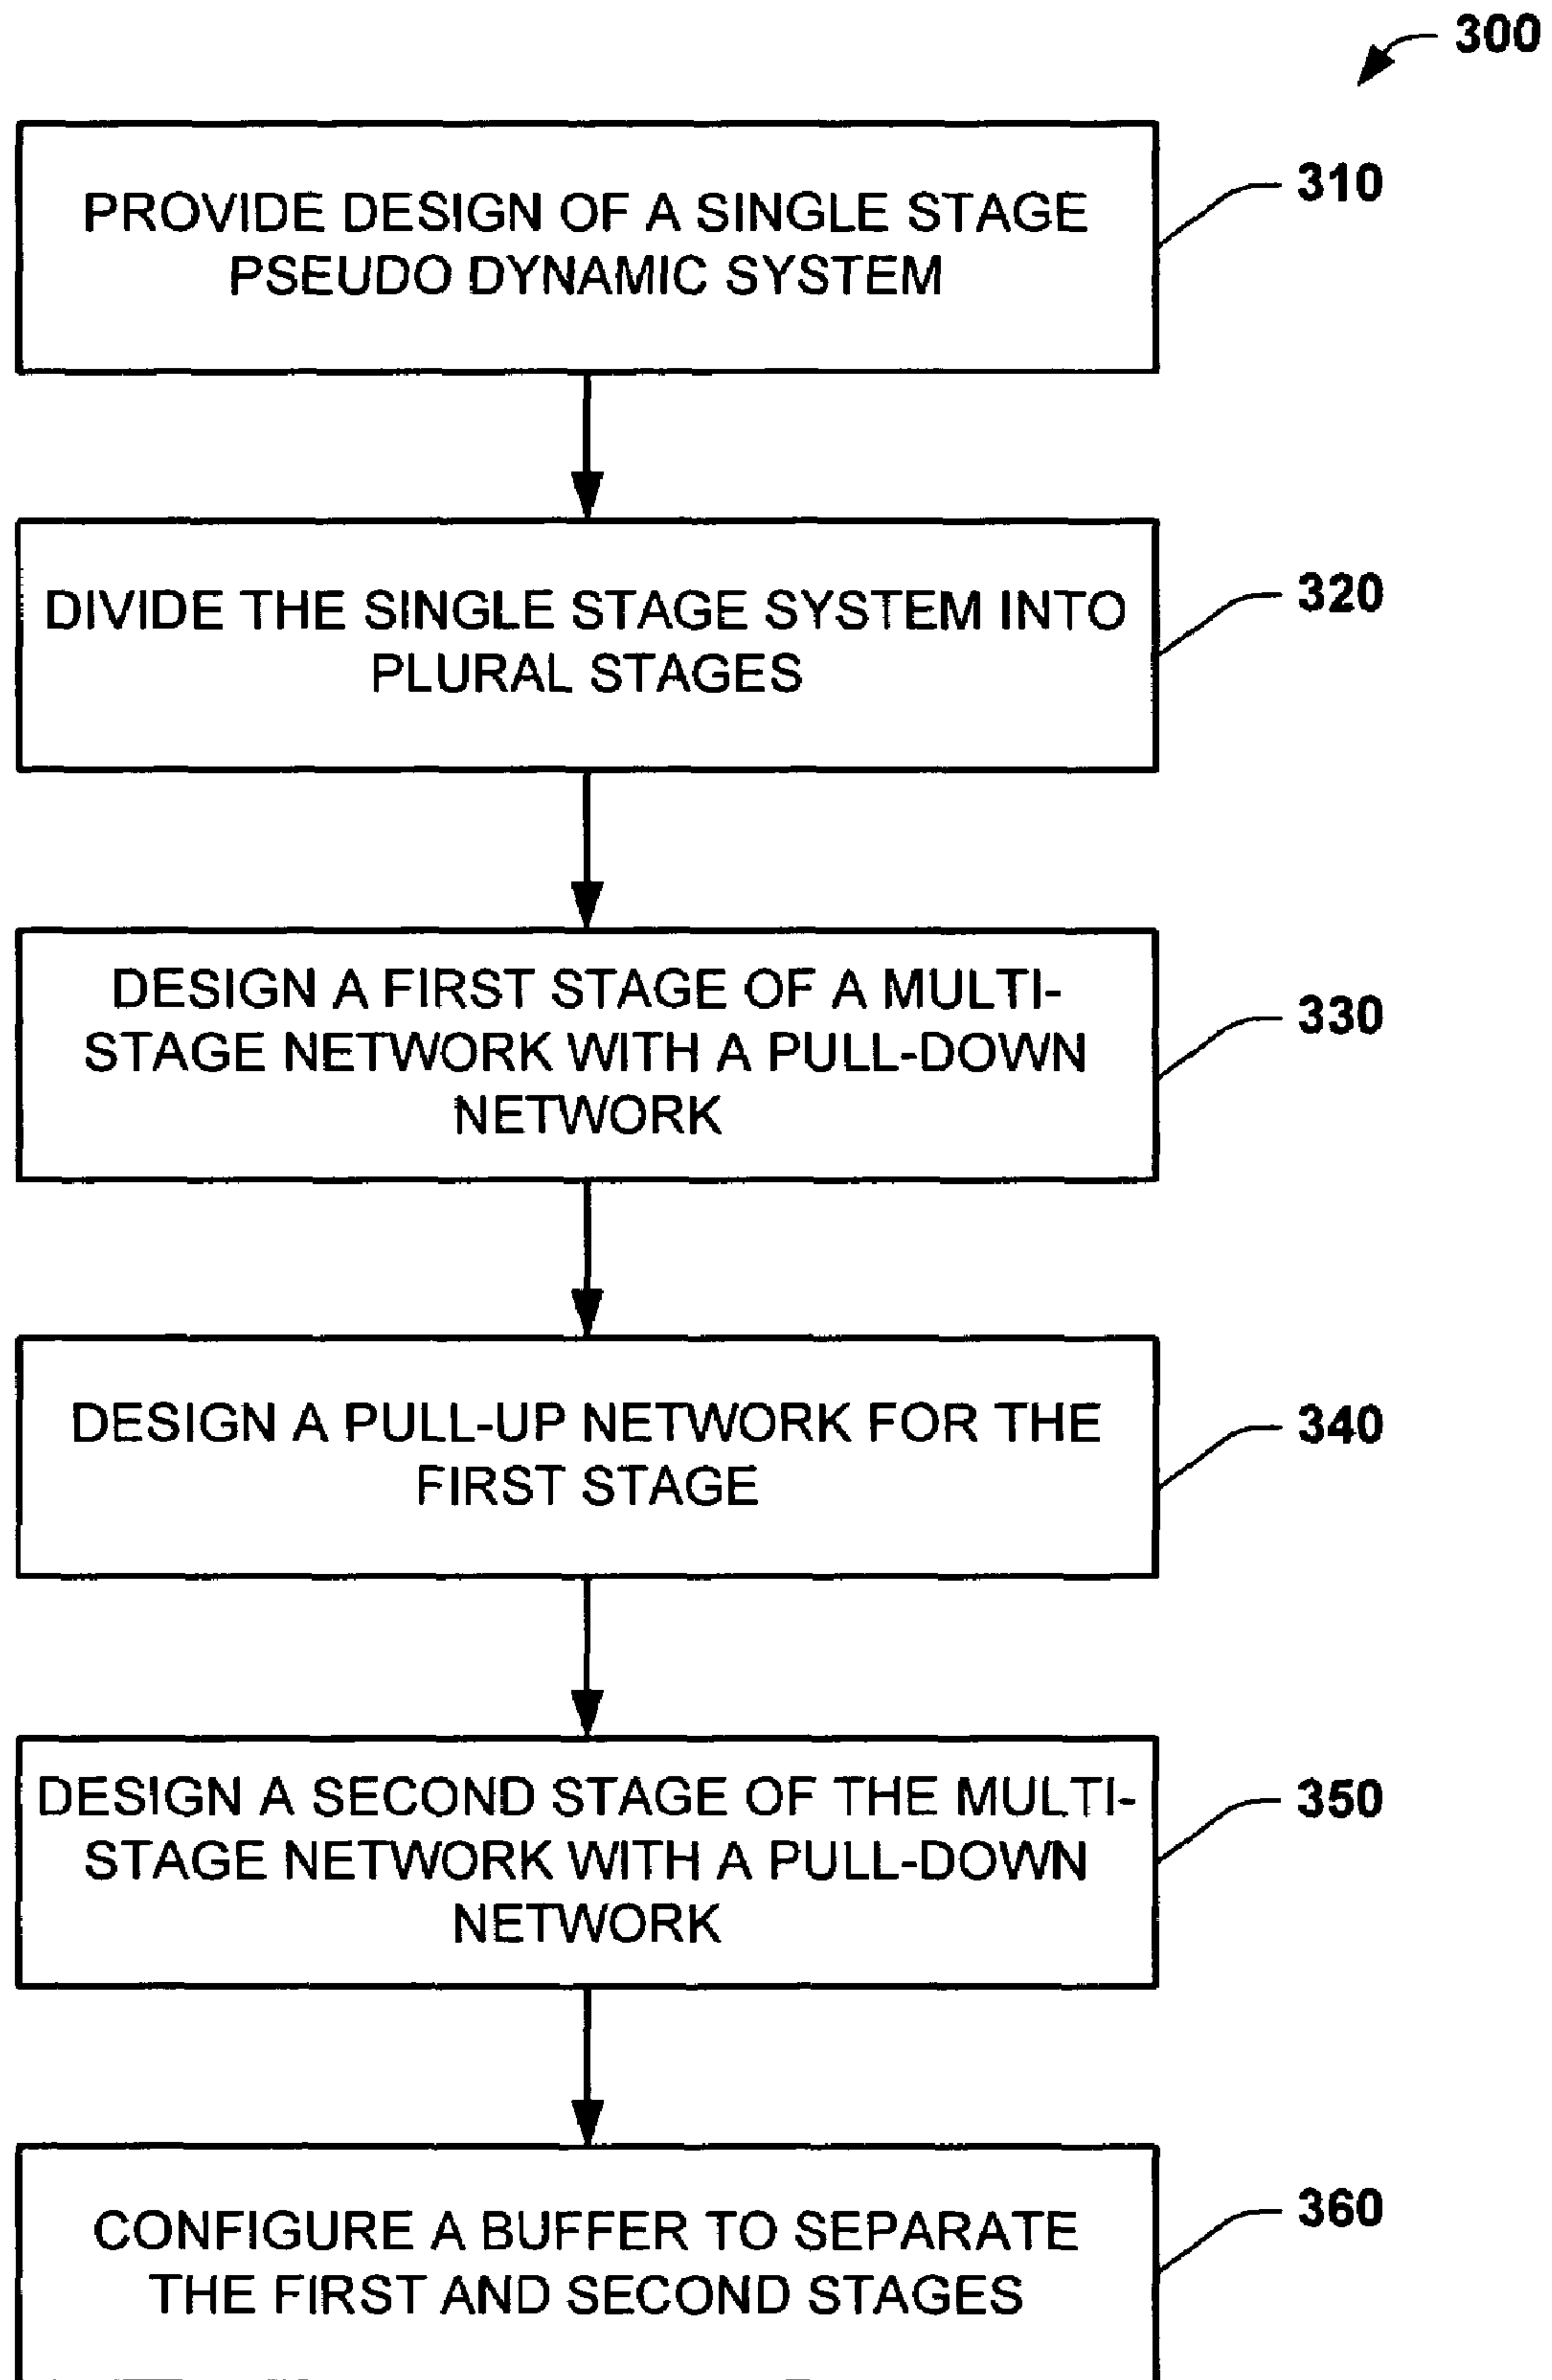 300
PROVIDE DESIGN OF A SINGLE STAGE
PSEUDO DYNAMIC SYSTEM
310
DIVIDE THE SINGLE STAGE SYSTEM INTO
PLURAL STAGES
320
DESIGN A FIRST STAGE OF A MULTI-
STAGE NETWORK WITH A PULL-DOWN
NETWORK
330
DESIGN A PULL-UP NETWORK FOR THE
FIRST STAGE
340
DESIGN A SECOND STAGE OF THE MULTI-
STAGE NETWORK WITH A PULL-DOWN
NETWORK
350
CONFIGURE A BUFFER TO SEPARATE
THE FIRST AND SECOND STAGES
360